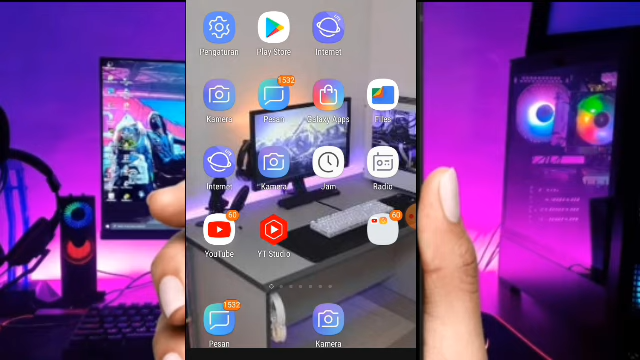 Pengaturan Play Store Internet
1532
Kamera Pesan Galaxy Apps Files
Internet Kamera Jam Radio
60 60
YouTube YT Studio
1532
Pesan Kamera